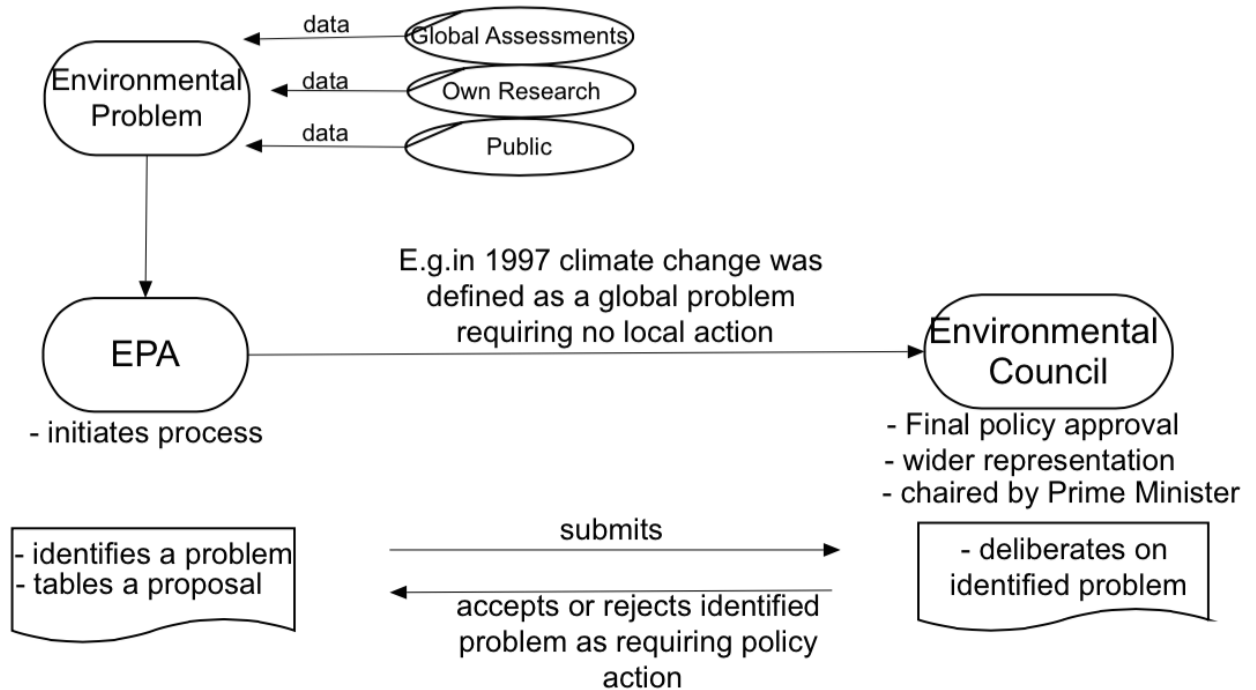 data
Global Assessments
Environmental
Problem
data
Own Research
data
Public
E.g.in 1997 climate change was
defined as a global problem
requiring no local action
EPA
Environmental
Council
- initiates process
- Final policy approval
- wider representation
- chaired by Prime Minister
- identifies a problem
- tables a proposal
submits
accepts or rejects identified
problem as requiring policy
action
- deliberates on
identified problem